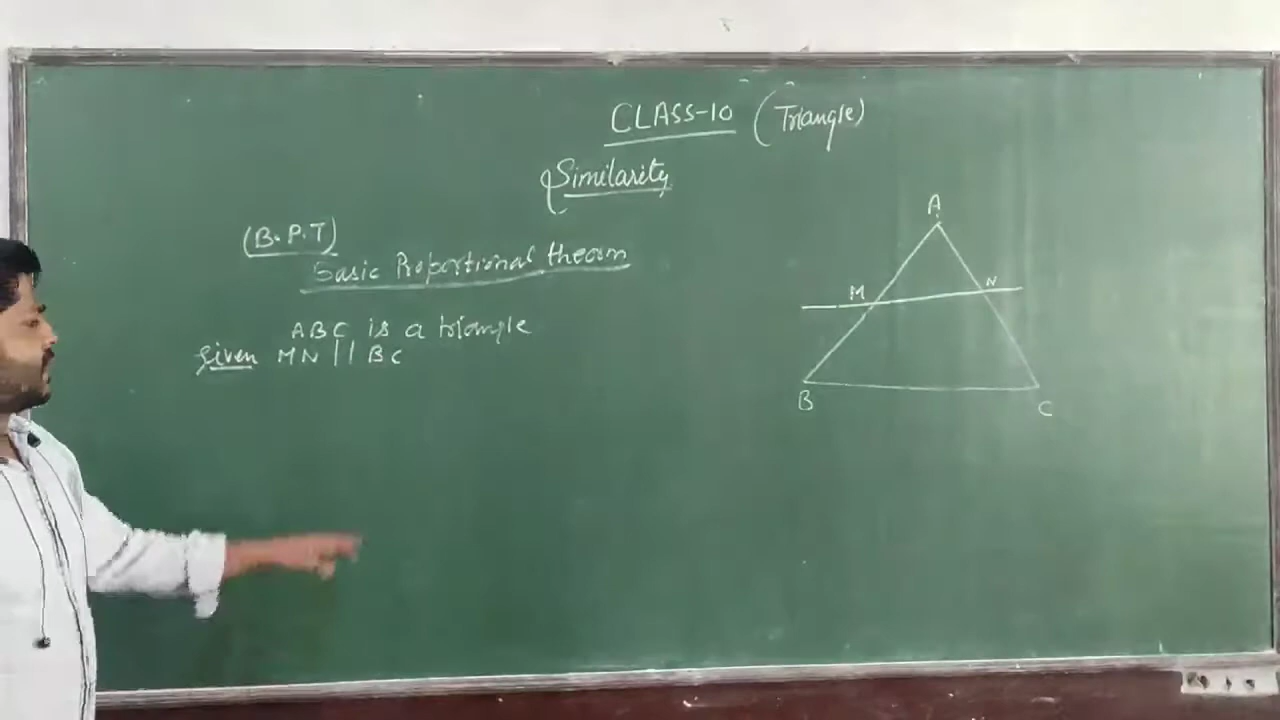 CLASS-10 (Triangle)
Similarity
(B.P.T)
Basic Proportional theorm
ABC is a triangle
given MN || BC
A
M N
B C